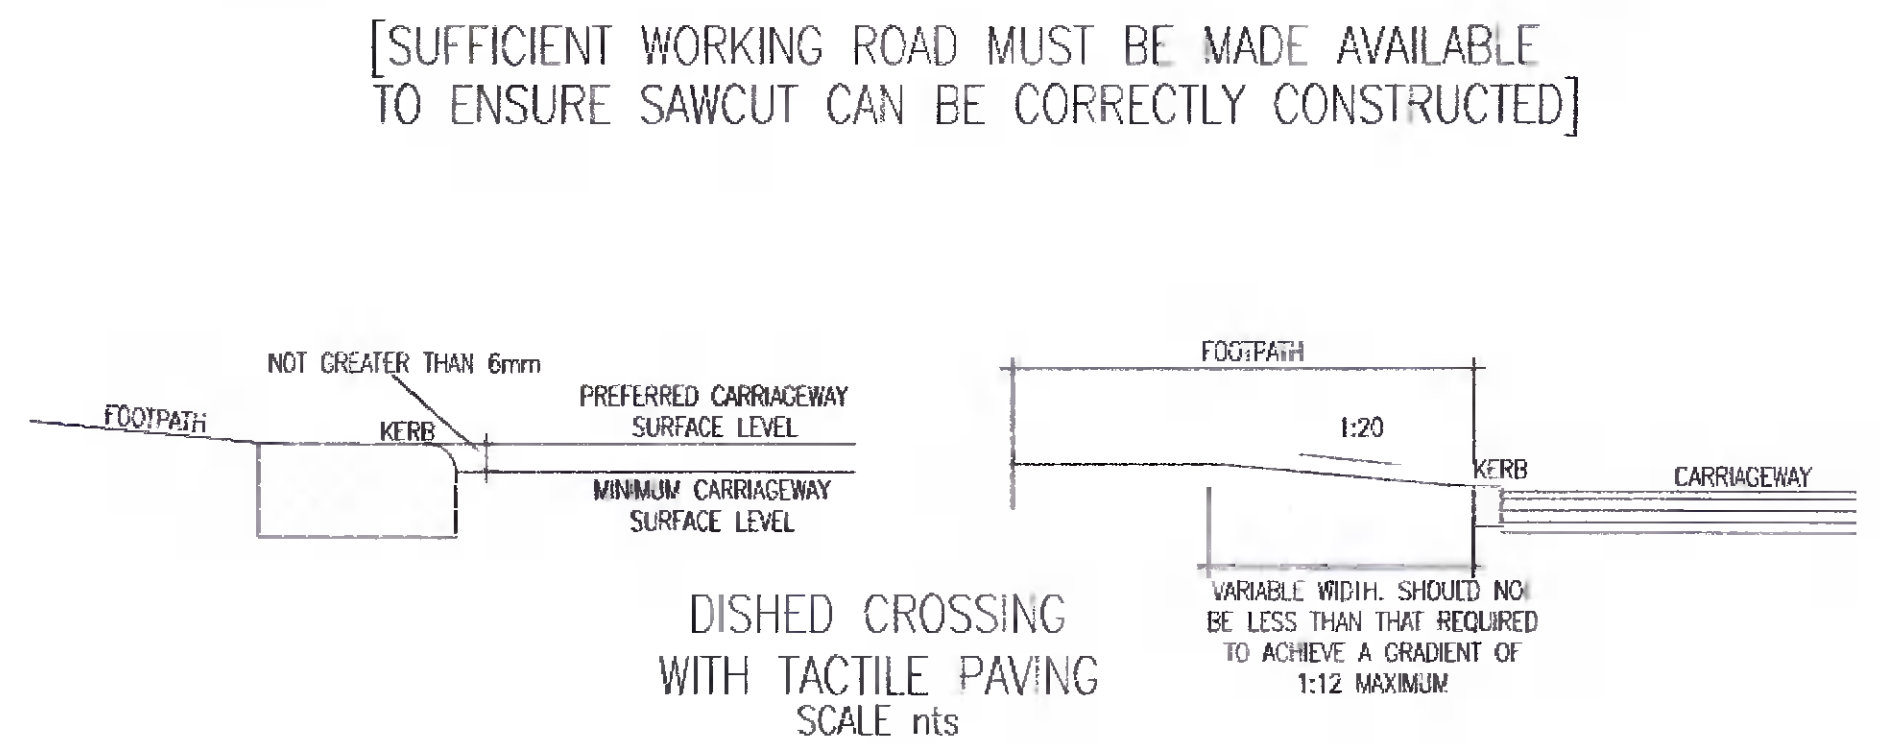 [SUFFICIENT WORKING ROAD MUST BE MADE AVAILABLE
TO ENSURE SAWCUT CAN BE CORRECTLY CONSTRUCTED]
NOT GREATER THAN 6mm
FOOTPATH
KERB
PREFERRED CARRIAGEWAY
SURFACE LEVEL
MINIMUM CARRIAGEWAY
SURFACE LEVEL
FOOTPATH
1:20
KERB
CARRIAGEWAY
VARIABLE WIDTH. SHOULD NOT
BE LESS THAN THAT REQUIRED
TO ACHIEVE A GRADIENT OF
1:12 MAXIMUM
DISHED CROSSING
WITH TACTILE PAVING
SCALE nts